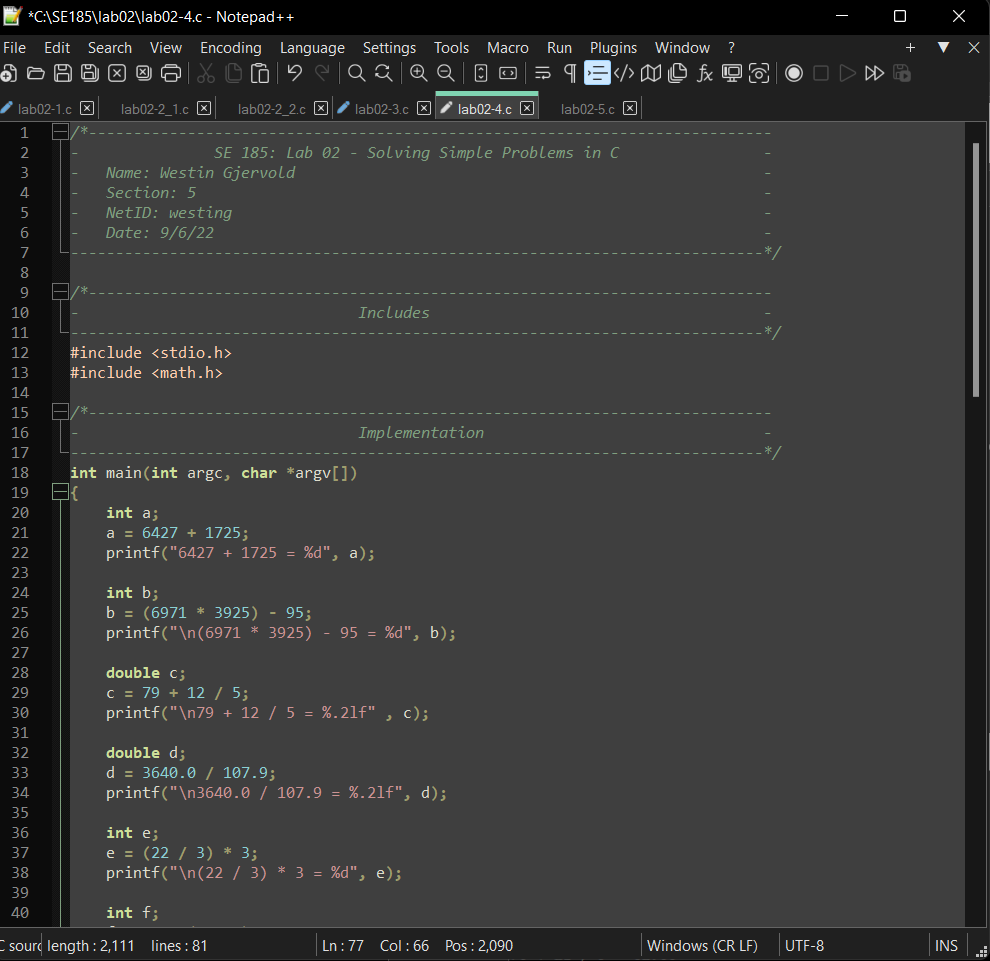 *C:\SE185\lab02\lab02-4.c - Notepad++
File Edit Search View Encoding Language Settings Tools Macro Run Plugins Window ? + ▼ X
lab02-1.c lab02-2_1.c lab02-2_2.c lab02-3.c lab02-4.c lab02-5.c
1 /*---------------------------------------------------------------------------
2 - SE 185: Lab 02 - Solving Simple Problems in C -
3 - Name: Westin Gjervold -
4 - Section: 5 -
5 - NetID: westing -
6 - Date: 9/6/22 -
7 -----------------------------------------------------------------------------*/
8
9 /*---------------------------------------------------------------------------
10 - Includes -
11 -----------------------------------------------------------------------------*/
12 #include <stdio.h>
13 #include <math.h>
14
15 /*---------------------------------------------------------------------------
16 - Implementation -
17 -----------------------------------------------------------------------------*/
18 int main(int argc, char *argv[])
19 {
20 int a;
21 a = 6427 + 1725;
22 printf("6427 + 1725 = %d", a);
23
24 int b;
25 b = (6971 * 3925) - 95;
26 printf("\n(6971 * 3925) - 95 = %d", b);
27
28 double c;
29 c = 79 + 12 / 5;
30 printf("\n79 + 12 / 5 = %.2lf" , c);
31
32 double d;
33 d = 3640.0 / 107.9;
34 printf("\n3640.0 / 107.9 = %.2lf", d);
35
36 int e;
37 e = (22 / 3) * 3;
38 printf("\n(22 / 3) * 3 = %d", e);
39
40 int f;
C sourc length : 2,111 lines : 81 Ln : 77 Col : 66 Pos : 2,090 Windows (CR LF) UTF-8 INS